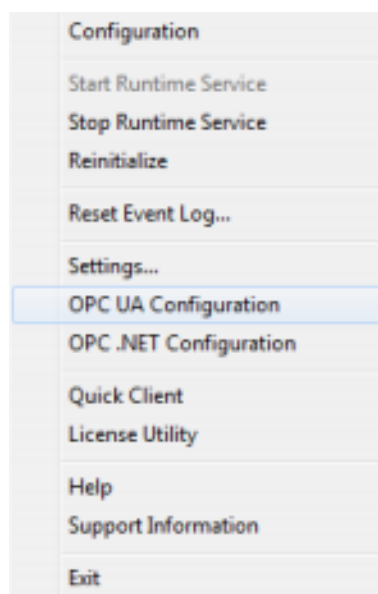 Configuration
Start Runtime Service
Stop Runtime Service
Reinitialize
Reset Event Log...
Settings...
OPC UA Configuration
OPC .NET Configuration
Quick Client
License Utility
Help
Support Information
Exit